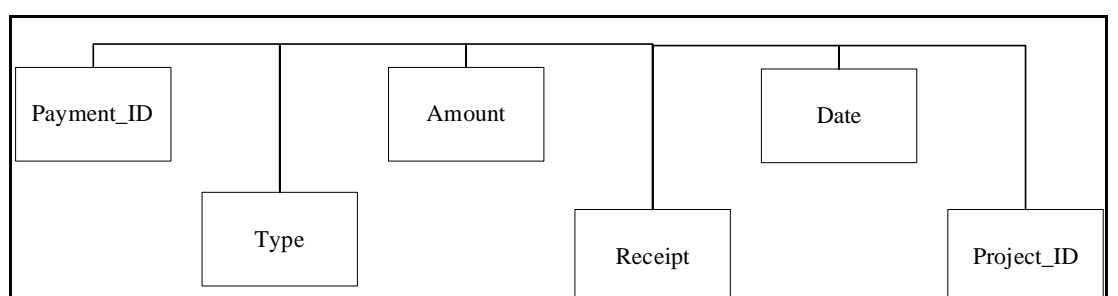 Payment_ID
Amount
Date
Type
Receipt
Project_ID